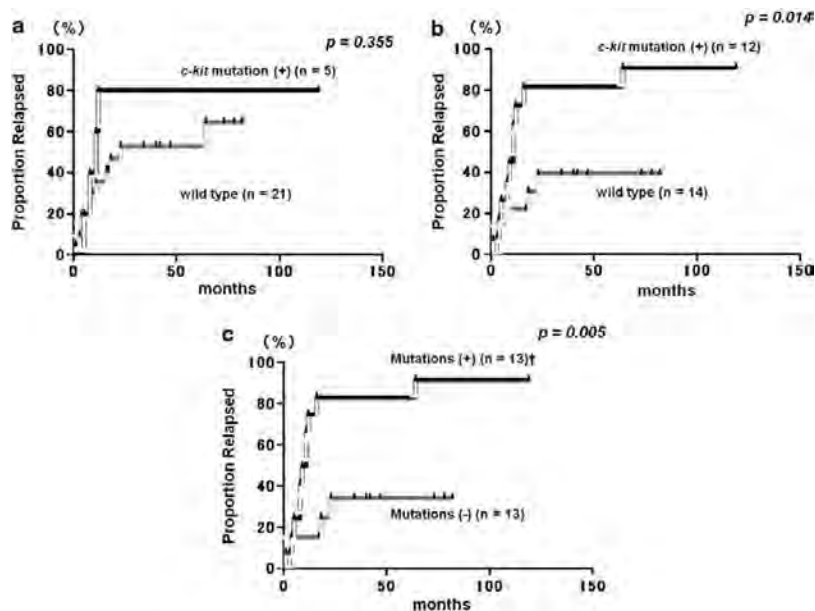 a
(%)
p = 0.355
100
80
60
40
20
0
Proportion Relapsed
c-kit mutation (+) (n = 5)
wild type (n = 21)
0
50
100
150
months
b
(%)
p = 0.014
100
80
60
40
20
0
Proportion Relapsed
c-kit mutation (+) (n = 12)
wild type (n = 14)
0
50
100
150
months
c
(%)
p = 0.005
100
80
60
40
20
0
Proportion Relapsed
Mutations (+) (n = 13)†
Mutations (-) (n = 13)
0
50
100
150
months